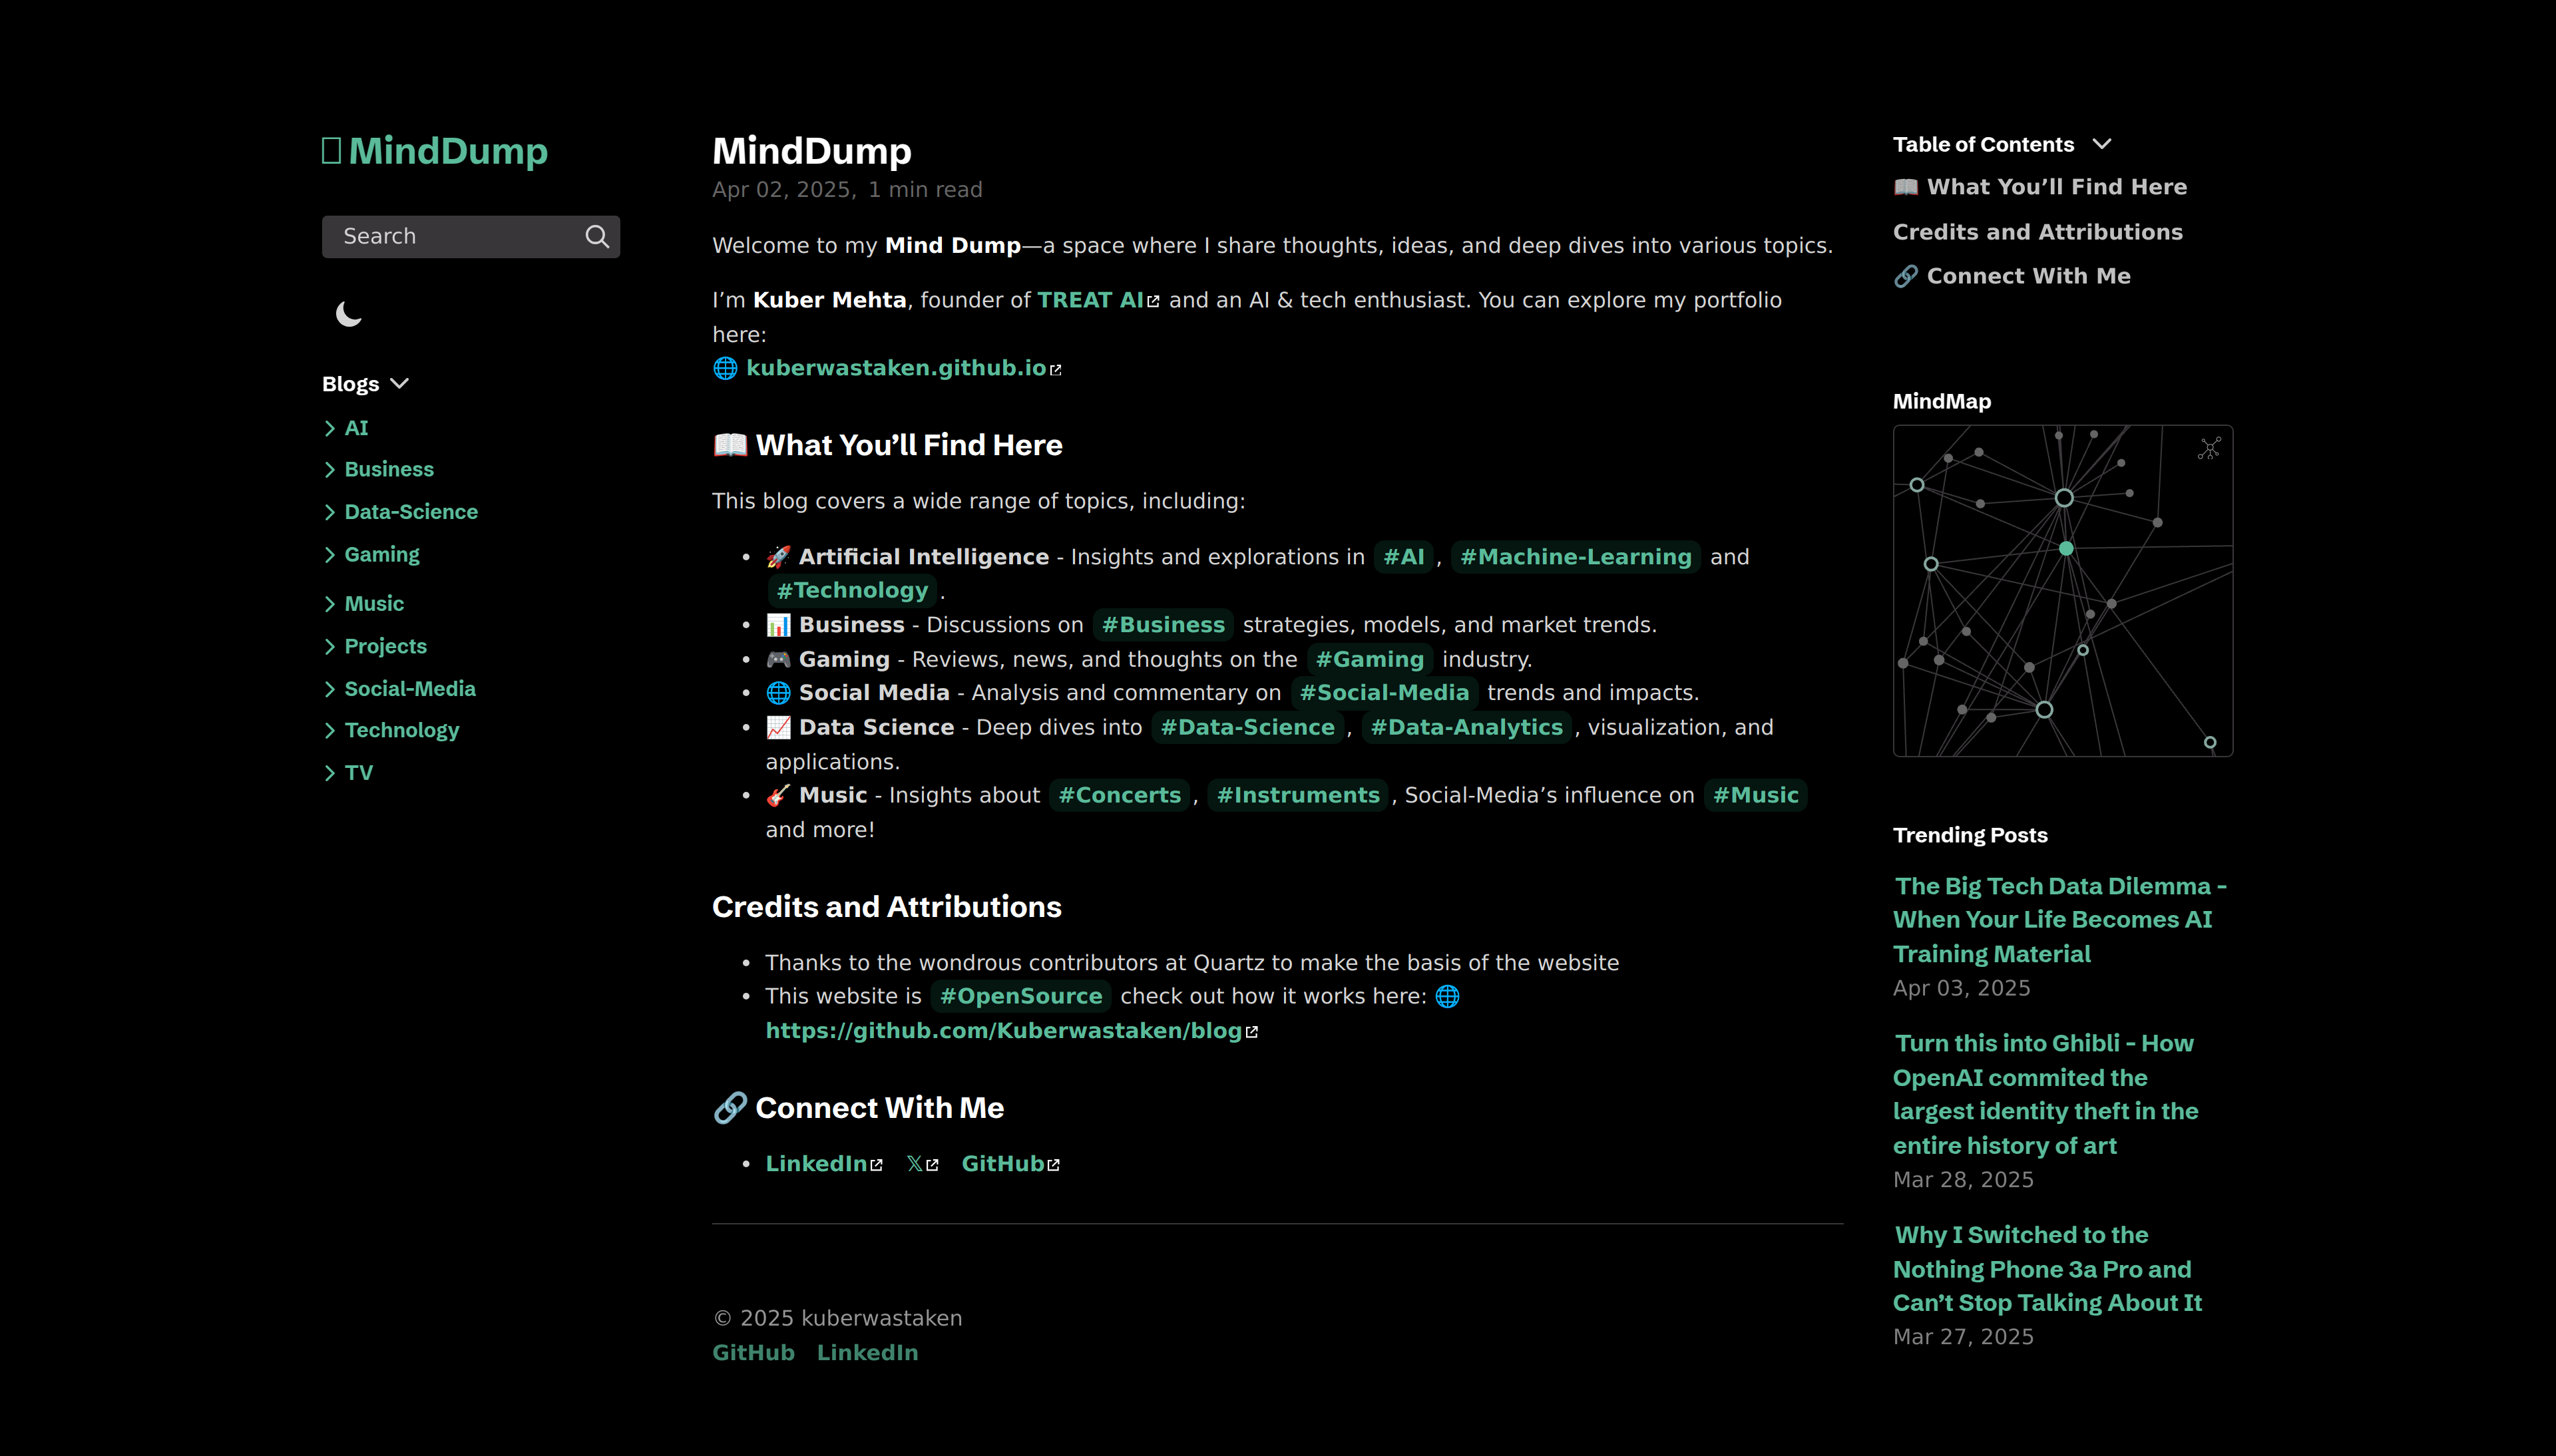 MindDump
Search
Blogs
AI
Business
Data-Science
Gaming
Music
Projects
Social-Media
Technology
TV
MindDump
Apr 02, 2025, 1 min read
Welcome to my Mind Dump—a space where I share thoughts, ideas, and deep dives into various topics.
I’m Kuber Mehta, founder of TREAT AI and an AI & tech enthusiast. You can explore my portfolio
here:
🌐 kuberwastaken.github.io
📖 What You’ll Find Here
This blog covers a wide range of topics, including:
• 🚀 Artificial Intelligence - Insights and explorations in #AI, #Machine-Learning and
#Technology.
• 📊 Business - Discussions on #Business strategies, models, and market trends.
• 🎮 Gaming - Reviews, news, and thoughts on the #Gaming industry.
• 🌐 Social Media - Analysis and commentary on #Social-Media trends and impacts.
• 📈 Data Science - Deep dives into #Data-Science, #Data-Analytics, visualization, and
applications.
• 🎸 Music - Insights about #Concerts, #Instruments, Social-Media’s influence on #Music
and more!
Credits and Attributions
• Thanks to the wondrous contributors at Quartz to make the basis of the website
• This website is #OpenSource check out how it works here: 🌐
https://github.com/Kuberwastaken/blog
🔗 Connect With Me
• LinkedIn 𝕏 GitHub
© 2025 kuberwastaken
GitHub LinkedIn
Table of Contents
📖 What You’ll Find Here
Credits and Attributions
🔗 Connect With Me
MindMap
Trending Posts
The Big Tech Data Dilemma -
When Your Life Becomes AI
Training Material
Apr 03, 2025
Turn this into Ghibli - How
OpenAI commited the
largest identity theft in the
entire history of art
Mar 28, 2025
Why I Switched to the
Nothing Phone 3a Pro and
Can’t Stop Talking About It
Mar 27, 2025